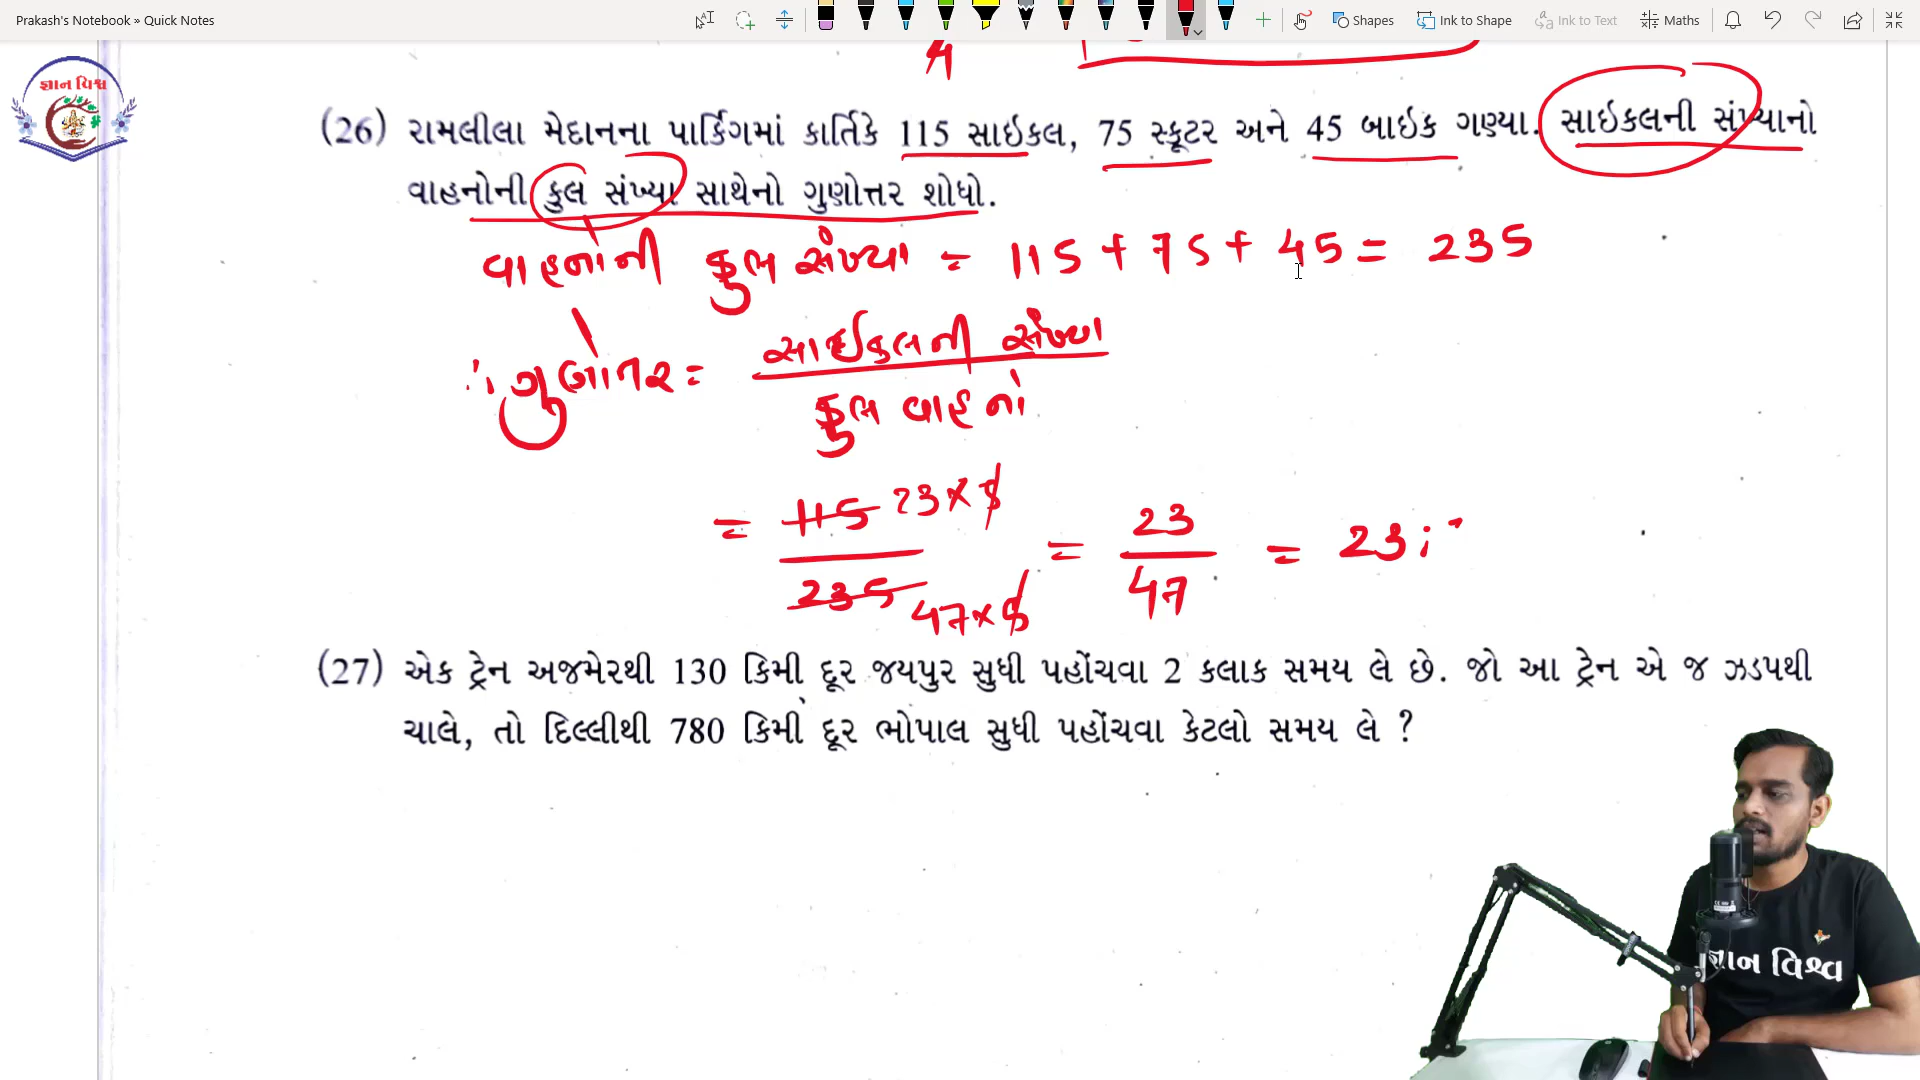 Prakash's Notebook » Quick Notes
Shapes
Ink to Shape
Ink to Text
Maths
જ્ઞાન વિશ્વ
4
(26) રામલીલા મેદાનના પાર્કિંગમાં કાર્તિકે 115 સાઇકલ, 75 સ્કૂટર અને 45 બાઇક ગણ્યા. સાઇકલની સંખ્યાનો
વાહનોની કુલ સંખ્યા સાથેનો ગુણોત્તર શોધો.
વાહનોની કુલ સંખ્યા = 115 + 75 + 45 = 235
∴ ગુણોત્તર = સાઇકલની સંખ્યા
કુલ વાહનો
= 115 23 × 5
235 47 × 5
= 23
47
= 23 :
(27) એક ટ્રેન અજમેરથી 130 કિમી દૂર જયપુર સુધી પહોંચવા 2 કલાક સમય લે છે. જો આ ટ્રેન એ જ ઝડપથી
ચાલે, તો દિલ્લીથી 780 કિમી દૂર ભોપાલ સુધી પહોંચવા કેટલો સમય લે ?
જ્ઞાન વિશ્વ